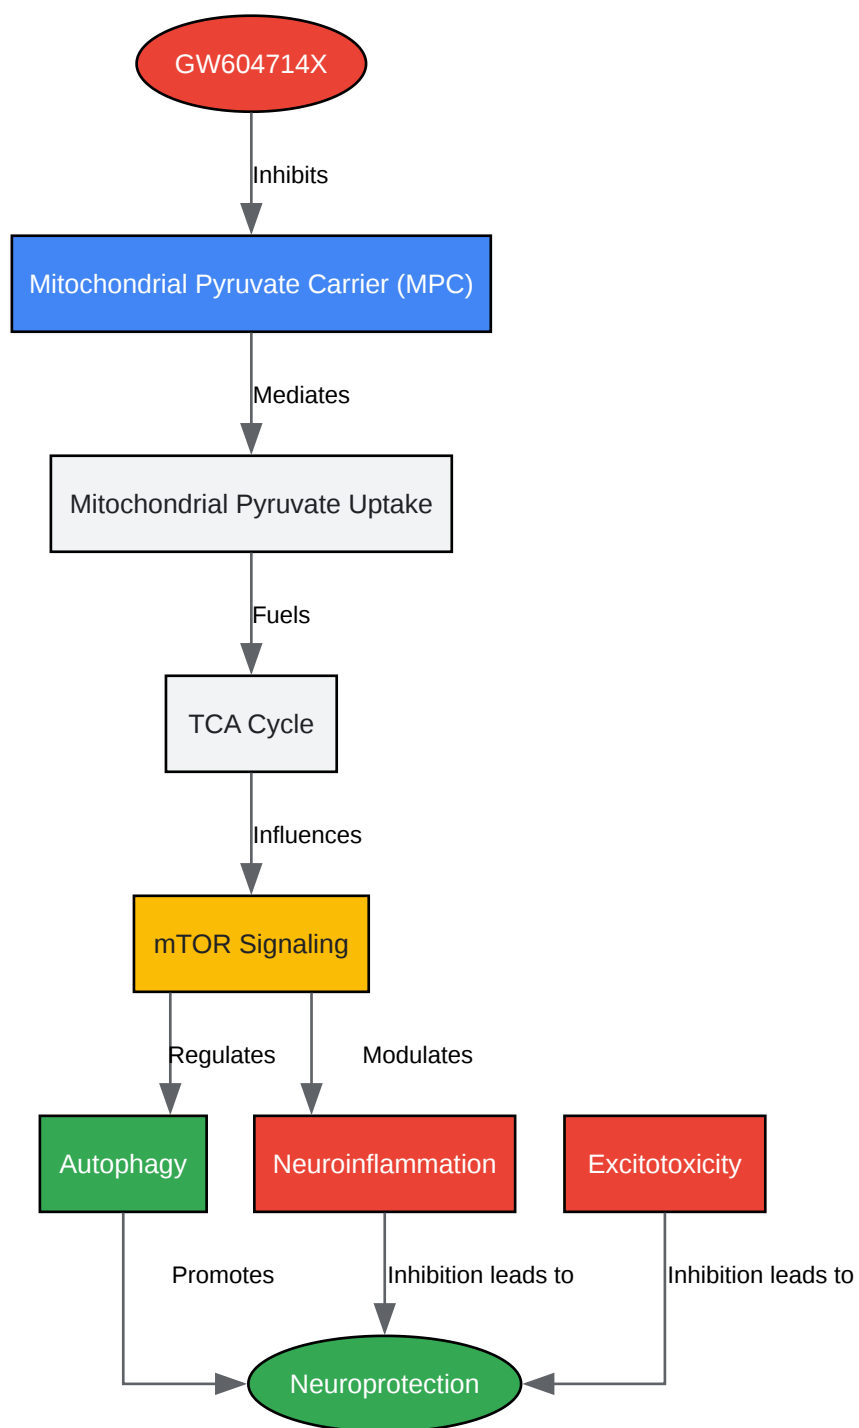 GW604714X
Inhibits
Mitochondrial Pyruvate Carrier (MPC)
Mediates
Mitochondrial Pyruvate Uptake
Fuels
TCA Cycle
Influences
mTOR Signaling
Regulates
Modulates
Autophagy
Neuroinflammation
Excitotoxicity
Promotes
Inhibition leads to
Inhibition leads to
Neuroprotection